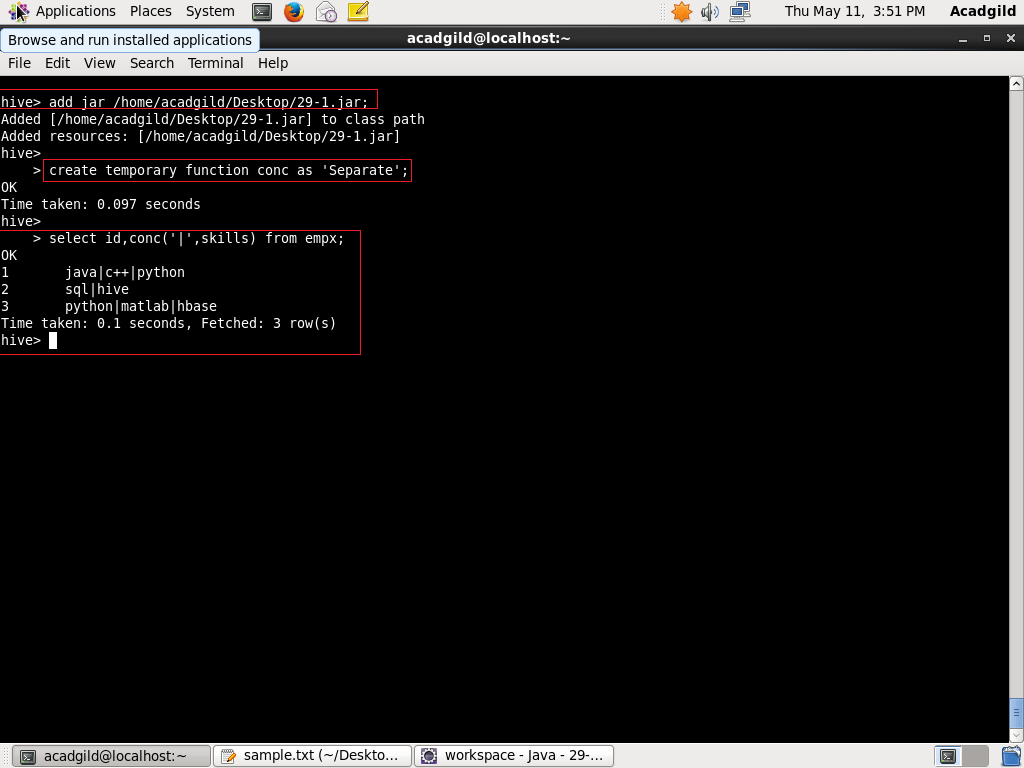 Applications Places System Thu May 11, 3:51 PM Acadgild
Browse and run installed applications
acadgild@localhost:~
File Edit View Search Terminal Help
hive> add jar /home/acadgild/Desktop/29-1.jar;
Added [/home/acadgild/Desktop/29-1.jar] to class path
Added resources: [/home/acadgild/Desktop/29-1.jar]
hive>
    > create temporary function conc as 'Separate';
OK
Time taken: 0.097 seconds
hive>
    > select id,conc('|',skills) from empx;
OK
1       java|c++|python
2       sql|hive
3       python|matlab|hbase
Time taken: 0.1 seconds, Fetched: 3 row(s)
hive>
acadgild@localhost:~ sample.txt (~/Deskto... workspace - Java - 29-...